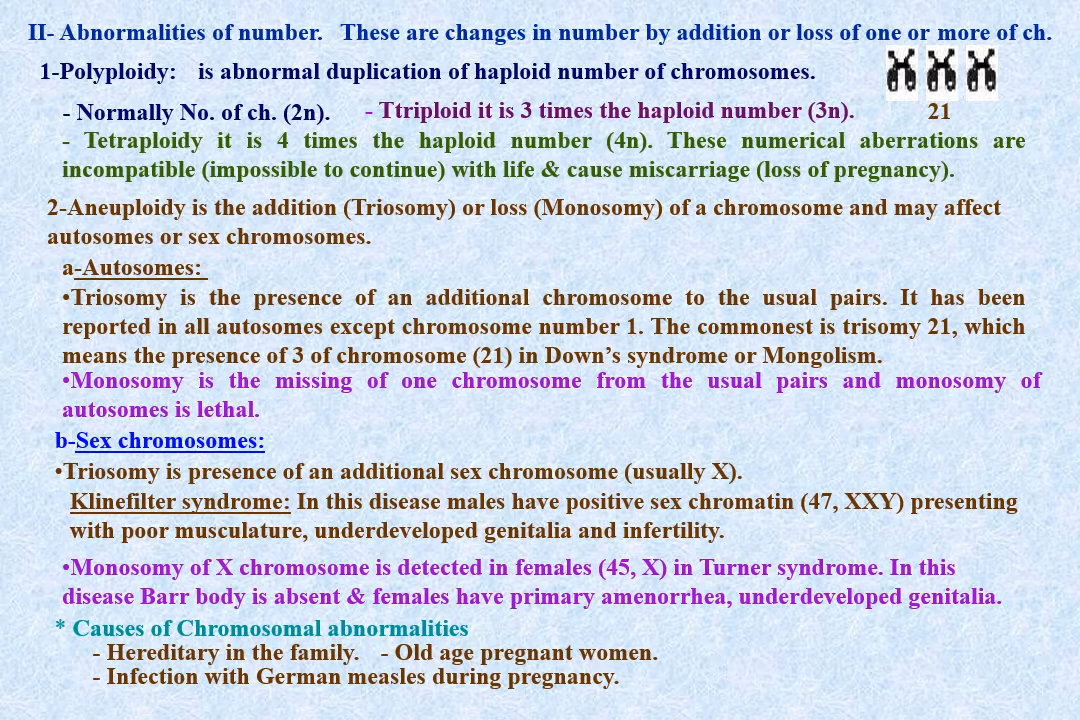 II- Abnormalities of number. These are changes in number by addition or loss of one or more of ch.
1-Polyploidy: is abnormal duplication of haploid number of chromosomes.
- Normally No. of ch. (2n). - Ttriploid it is 3 times the haploid number (3n). 21
- Tetraploidy it is 4 times the haploid number (4n). These numerical aberrations are
incompatible (impossible to continue) with life & cause miscarriage (loss of pregnancy).
2-Aneuploidy is the addition (Triosomy) or loss (Monosomy) of a chromosome and may affect
autosomes or sex chromosomes.
a-Autosomes:
•Triosomy is the presence of an additional chromosome to the usual pairs. It has been
reported in all autosomes except chromosome number 1. The commonest is trisomy 21, which
means the presence of 3 of chromosome (21) in Down’s syndrome or Mongolism.
•Monosomy is the missing of one chromosome from the usual pairs and monosomy of
autosomes is lethal.
b-Sex chromosomes:
•Triosomy is presence of an additional sex chromosome (usually X).
Klinefilter syndrome: In this disease males have positive sex chromatin (47, XXY) presenting
with poor musculature, underdeveloped genitalia and infertility.
•Monosomy of X chromosome is detected in females (45, X) in Turner syndrome. In this
disease Barr body is absent & females have primary amenorrhea, underdeveloped genitalia.
* Causes of Chromosomal abnormalities
- Hereditary in the family. - Old age pregnant women.
- Infection with German measles during pregnancy.